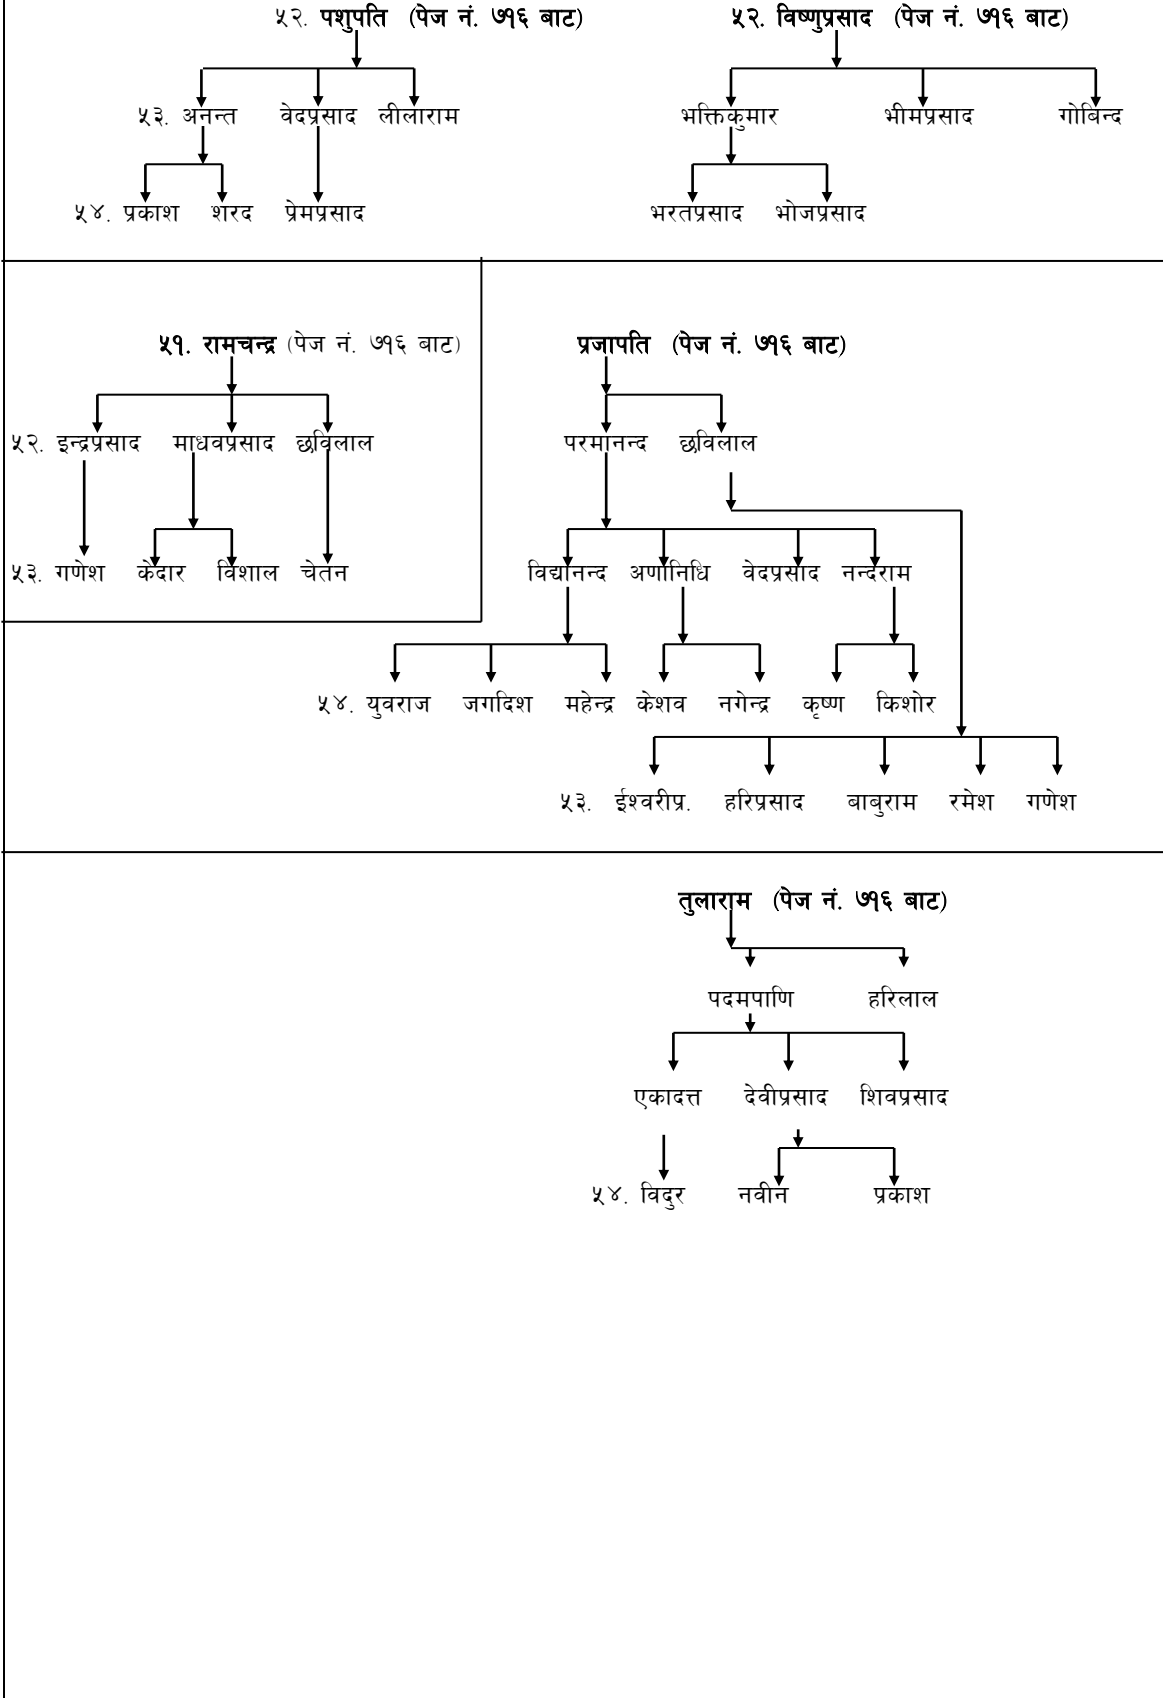 ५२. पशुपति (पेज नं. ७१६ बाट) ५२. विष्णुप्रसाद (पेज नं. ७१६ बाट)
५३. अनन्त वेदप्रसाद लीलाराम भक्तिकुमार भीमप्रसाद गोबिन्द
५४. प्रकाश शरद प्रेमप्रसाद भरतप्रसाद भोजप्रसाद
५१. रामचन्द्र (पेज नं. ७१६ बाट) प्रजापति (पेज नं. ७१६ बाट)
५२. इन्द्रप्रसाद माधवप्रसाद छविलाल परमानन्द छविलाल
५३. गणेश केदार विशाल चेतन विद्यानन्द अर्णानिधि वेदप्रसाद नन्दराम
५४. युवराज जगदिश महेन्द्र केशव नगेन्द्र कृष्ण किशोर
५३. ईश्वरीप्र. हरिप्रसाद बाबुराम रमेश गणेश
तुलाराम (पेज नं. ७१६ बाट)
पदमपाणि हरिलाल
एकादत्त देवीप्रसाद शिवप्रसाद
५४. विदुर नवीन प्रकाश